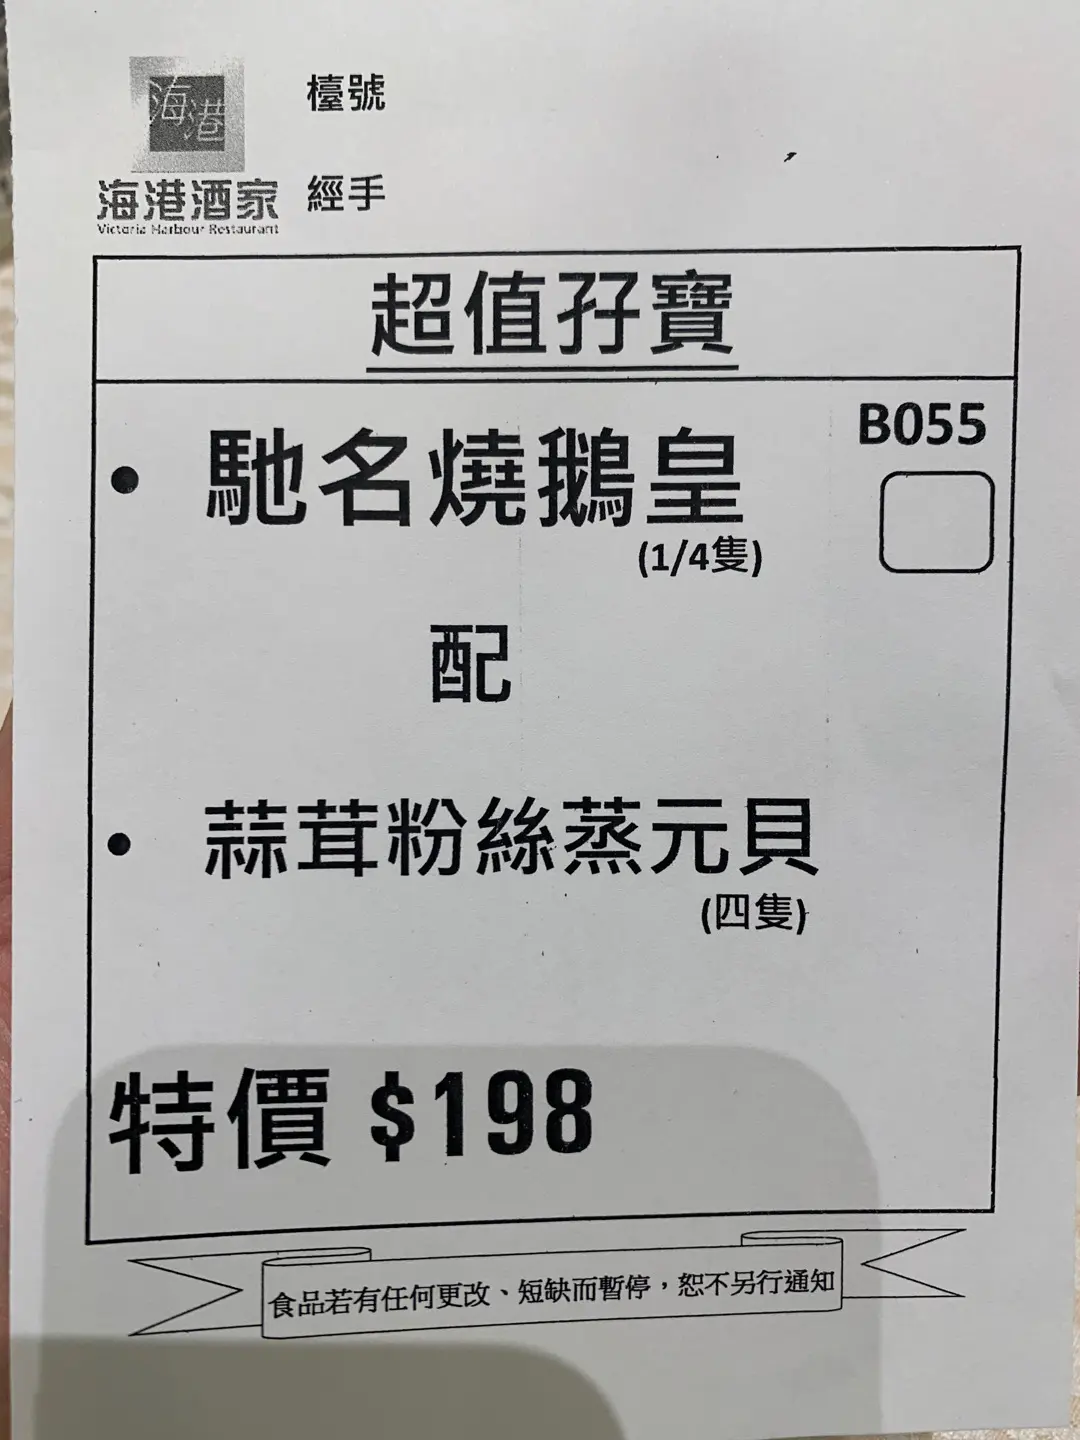 海港
檯號
海港酒家
Victoria Harbour Restaurant
經手
超值孖寶
B055
• 馳名燒鵝皇
(1/4隻)
配
• 蒜茸粉絲蒸元貝
(四隻)
特價 $198
食品若有任何更改、短缺而暫停，恕不另行通知